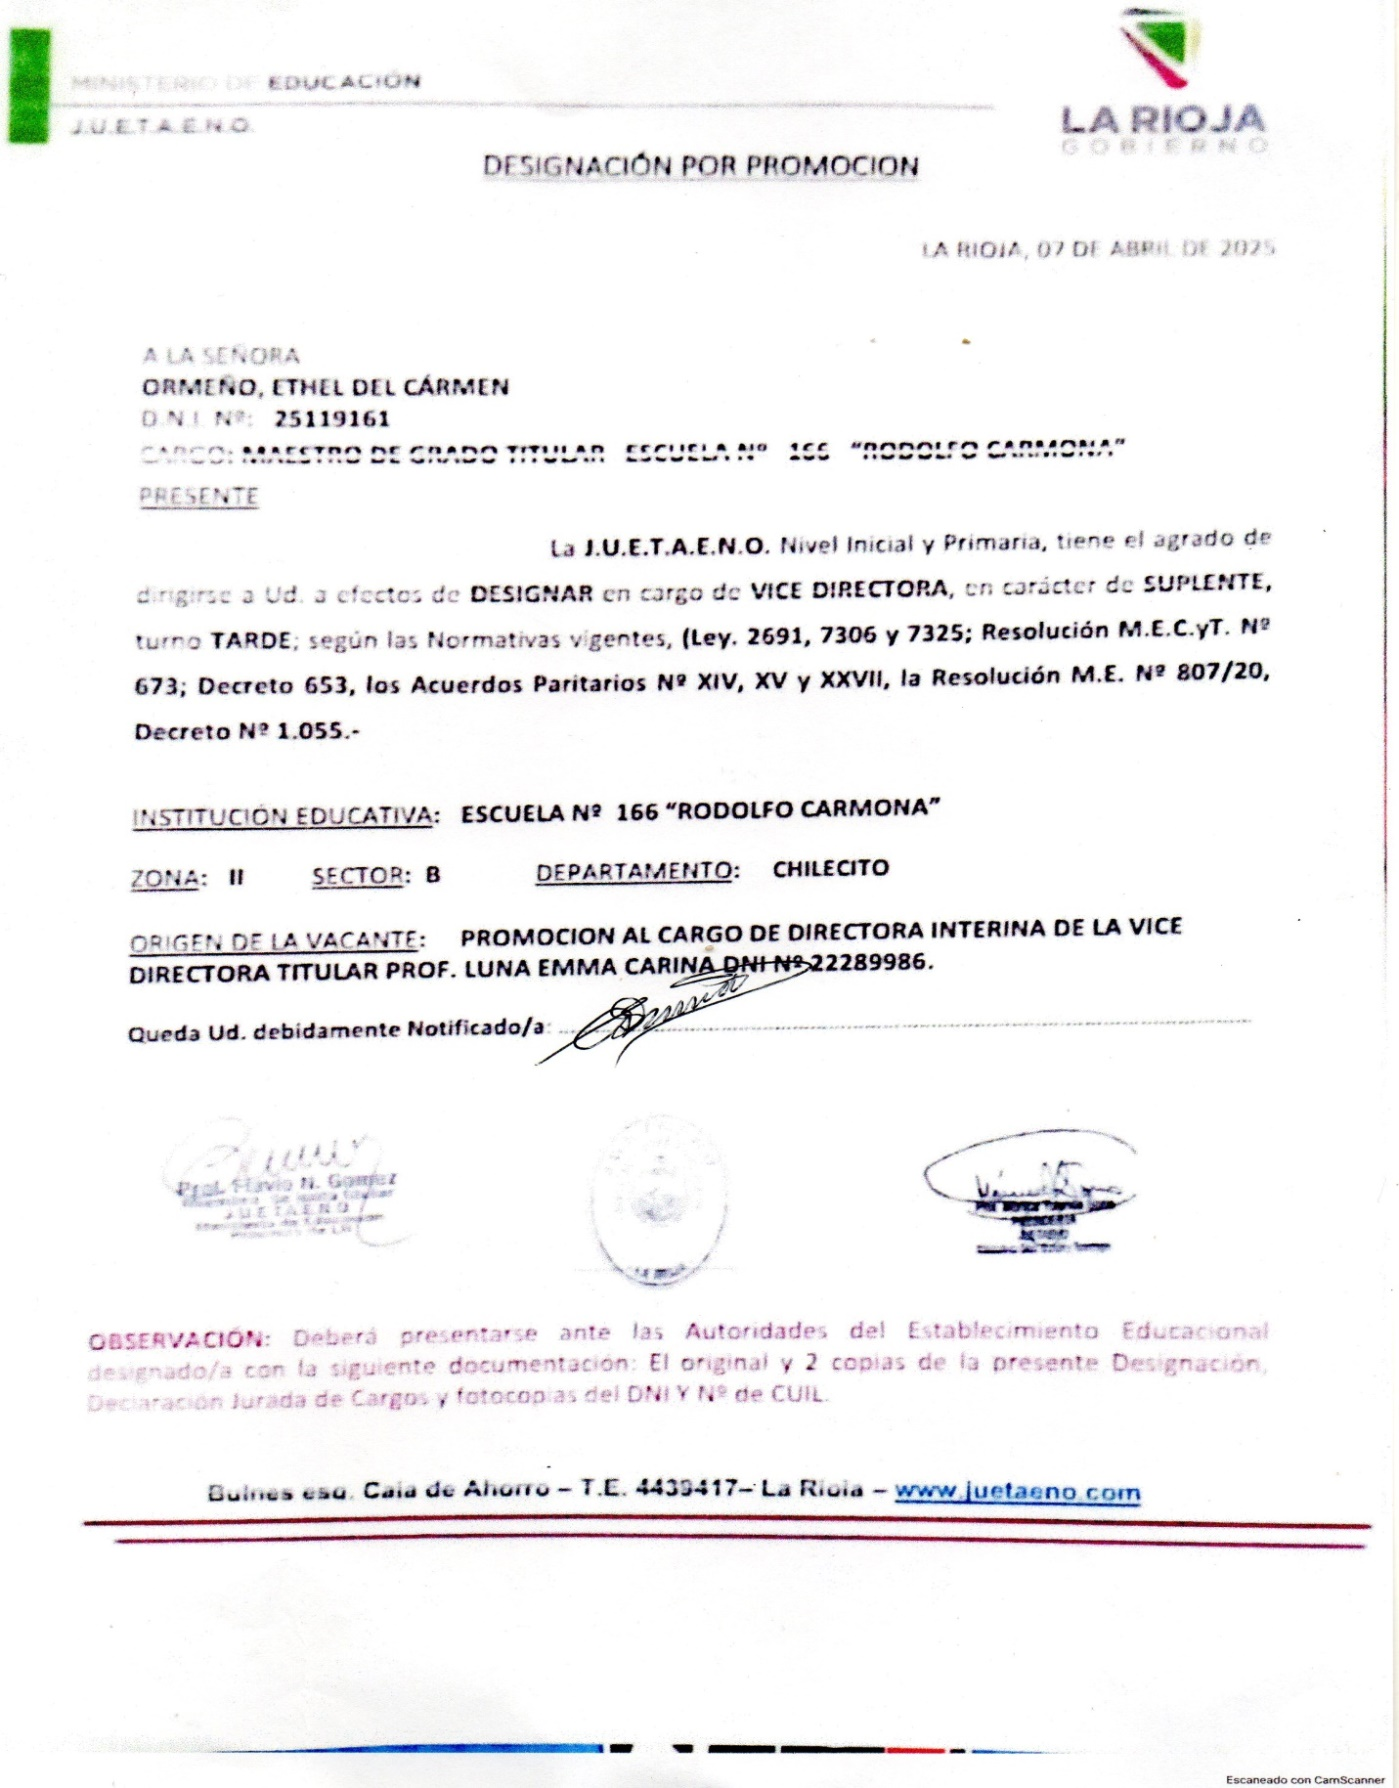 MINISTERIO DE EDUCACIÓN
J.U.E.T.A.E.N.O.
LA RIOJA
GOBIERNO
DESIGNACIÓN POR PROMOCION
LA RIOJA, 07 DE ABRIL DE 2025
A LA SEÑORA
ORMEÑO, ETHEL DEL CÁRMEN
D.N.I. Nº: 25119161
CARGO: MAESTRO DE GRADO TITULAR ESCUELA Nº 166 “RODOLFO CARMONA”
PRESENTE
La J.U.E.T.A.E.N.O. Nivel Inicial y Primaria, tiene el agrado de
dirigirse a Ud. a efectos de DESIGNAR en cargo de VICE DIRECTORA, en carácter de SUPLENTE,
turno TARDE; según las Normativas vigentes, (Ley. 2691, 7306 y 7325; Resolución M.E.C.yT. Nº
673; Decreto 653, los Acuerdos Paritarios Nº XIV, XV y XXVII, la Resolución M.E. Nº 807/20,
Decreto Nº 1.055.-
INSTITUCIÓN EDUCATIVA: ESCUELA Nº 166 “RODOLFO CARMONA”
ZONA: II SECTOR: B DEPARTAMENTO: CHILECITO
ORIGEN DE LA VACANTE: PROMOCION AL CARGO DE DIRECTORA INTERINA DE LA VICE
DIRECTORA TITULAR PROF. LUNA EMMA CARINA DNI Nº 22289986.
Queda Ud. debidamente Notificado/a:
Prof. Flavio N. Gomez
JUETAENO
OBSERVACIÓN: Deberá presentarse ante las Autoridades del Establecimiento Educacional
designado/a con la siguiente documentación: El original y 2 copias de la presente Designación,
Declaración Jurada de Cargos y fotocopias del DNI Y Nº de CUIL.
Bulnes esq. Caja de Ahorro – T.E. 4439417– La Rioja – www.juetaeno.com
Escaneado con CamScanner